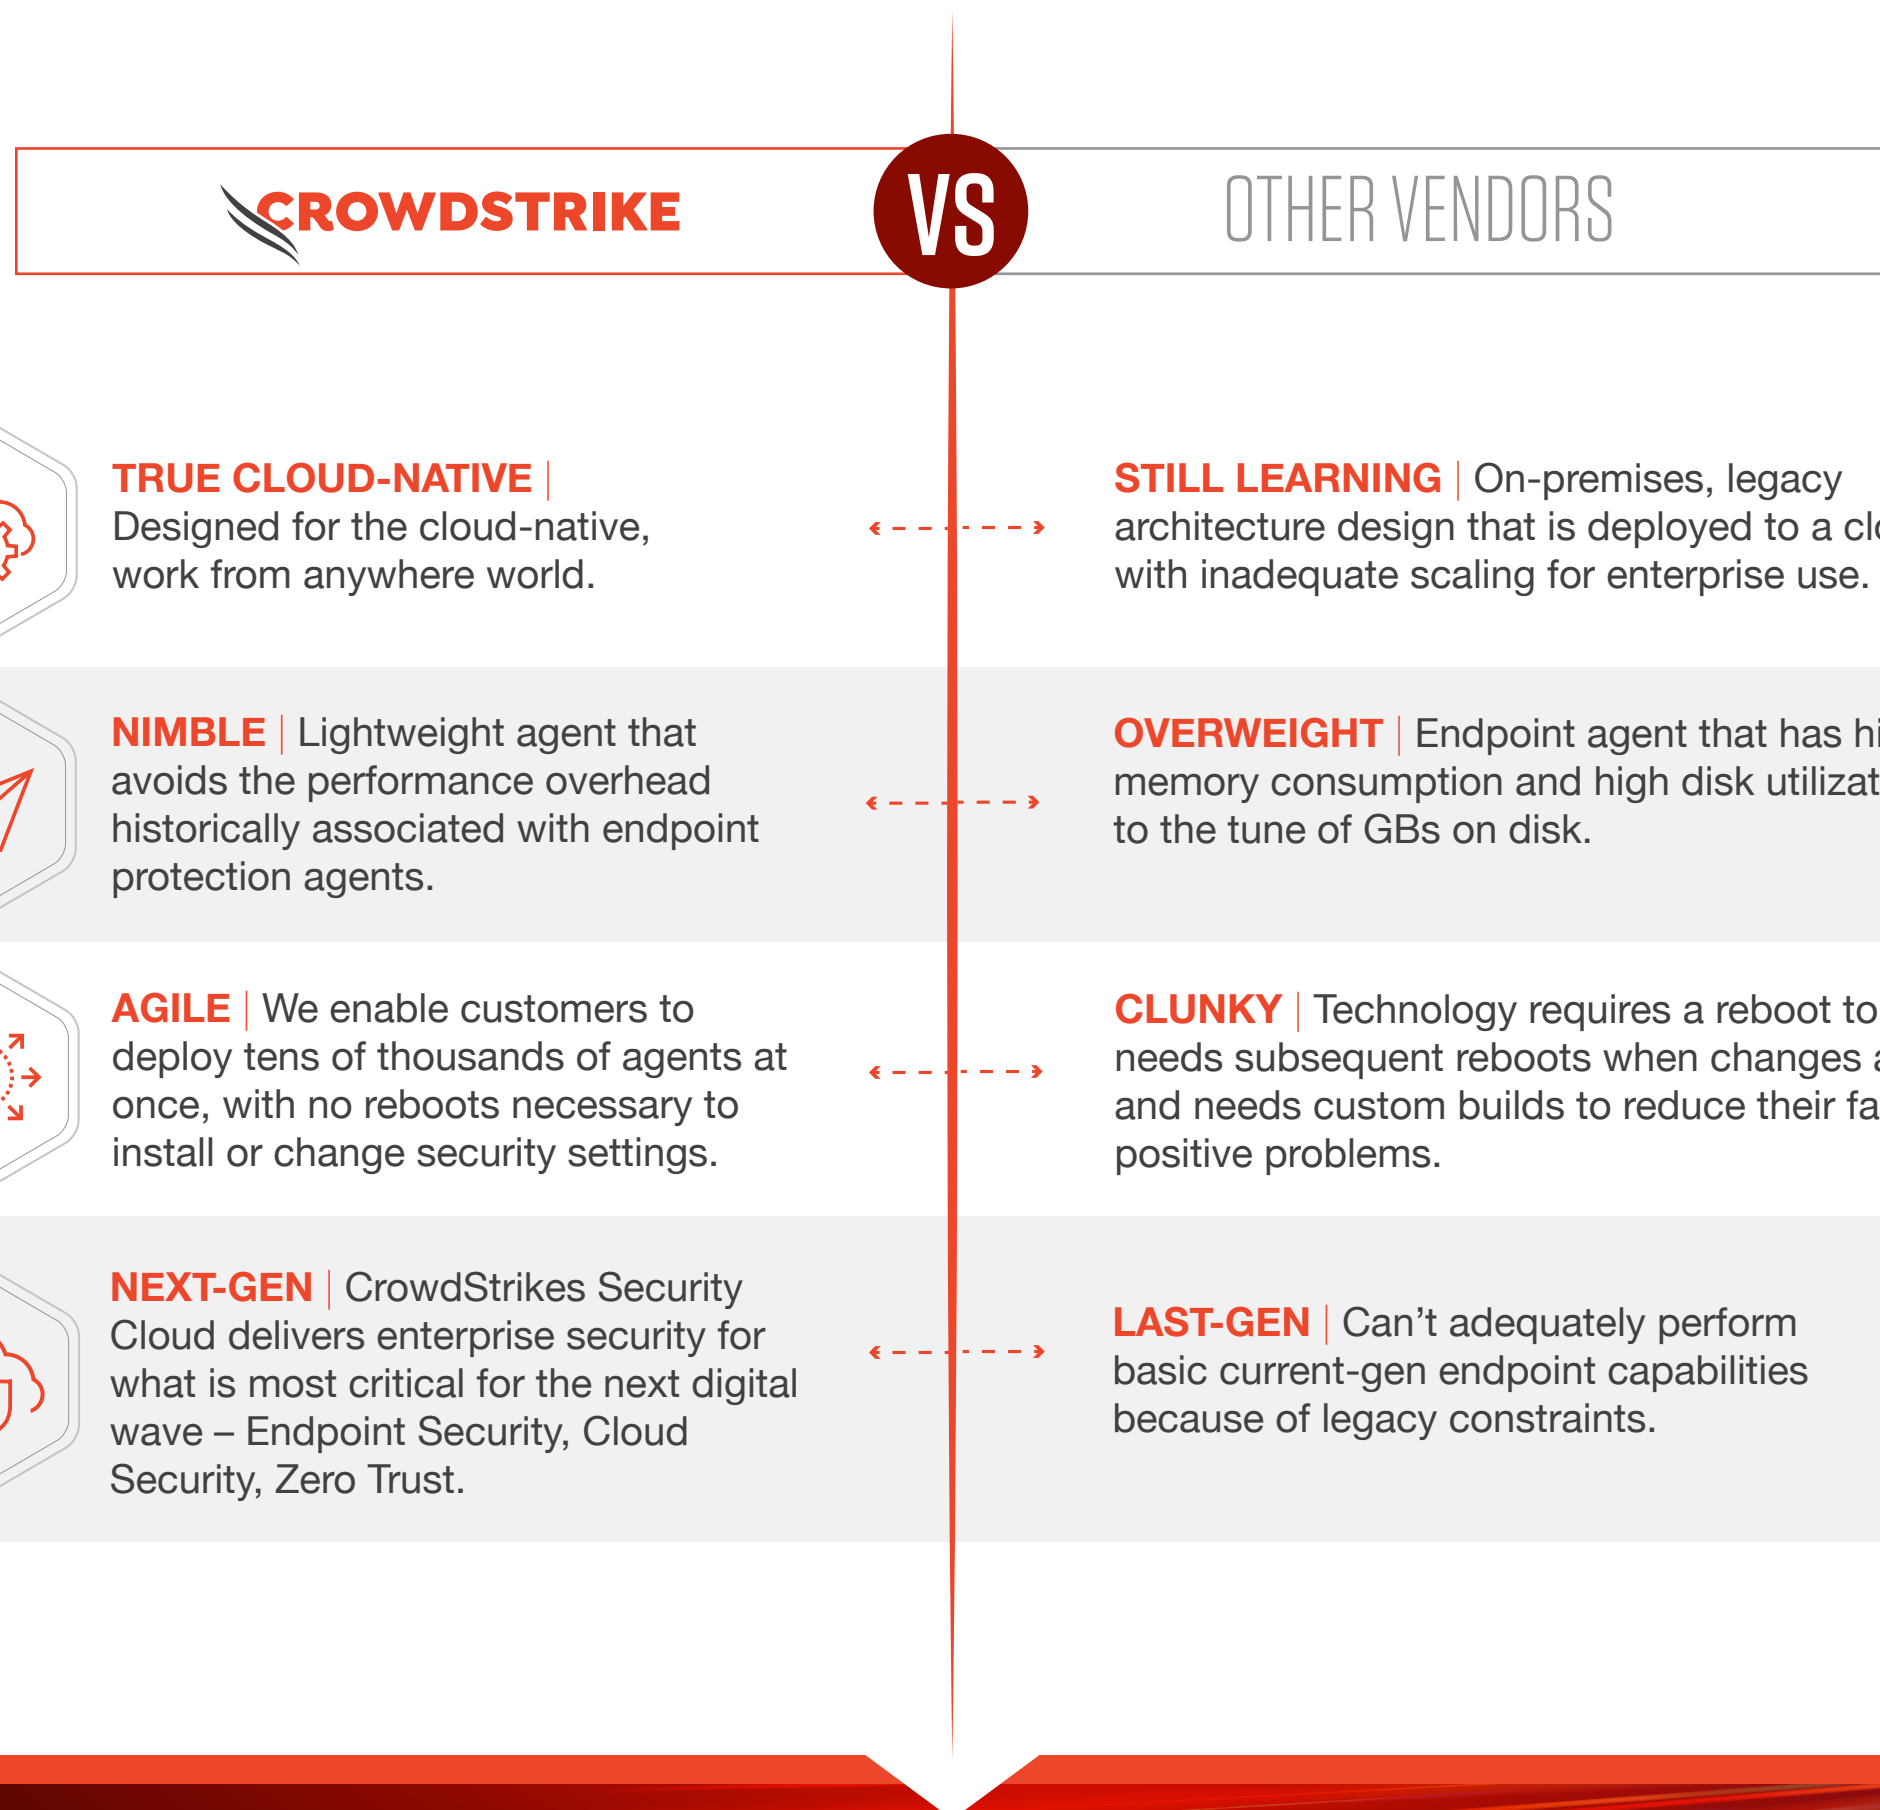 CROWDSTRIKE
VS
OTHER VENDORS
TRUE CLOUD-NATIVE |
Designed for the cloud-native,
work from anywhere world.
STILL LEARNING | On-premises, legacy
architecture design that is deployed to a
with inadequate scaling for enterprise use.
NIMBLE | Lightweight agent that
avoids the performance overhead
historically associated with endpoint
protection agents.
OVERWEIGHT | Endpoint agent that has
memory consumption and high disk
to the tune of GBs on disk.
AGILE | We enable customers to
deploy tens of thousands of agents at
once, with no reboots necessary to
install or change security settings.
CLUNKY | Technology requires a reboot to
needs subsequent reboots when changes
and needs custom builds to reduce their
positive problems.
NEXT-GEN | CrowdStrikes Security
Cloud delivers enterprise security for
what is most critical for the next digital
wave – Endpoint Security, Cloud
Security, Zero Trust.
LAST-GEN | Can't adequately perform
basic current-gen endpoint capabilities
because of legacy constraints.